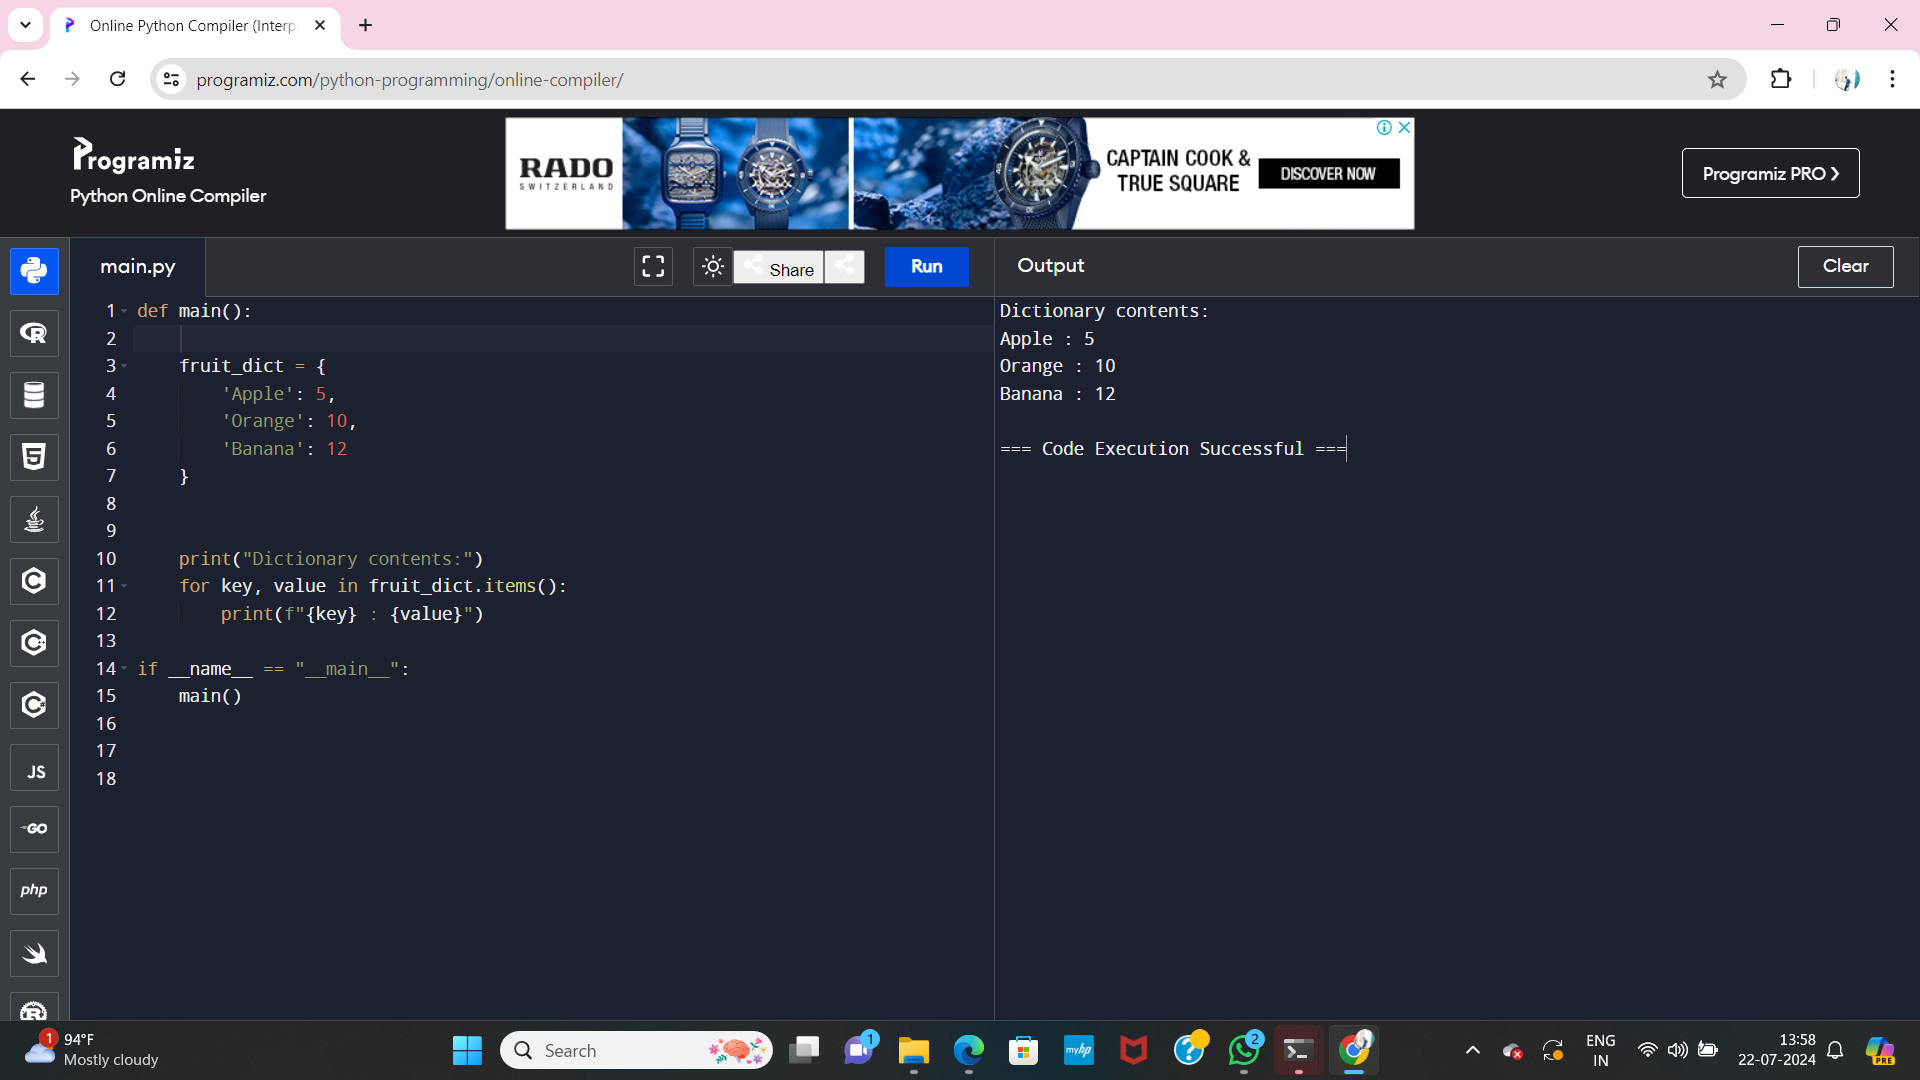 Online Python Compiler (Interp
programiz.com/python-programming/online-compiler/
Programiz
Python Online Compiler
RADO
SWITZERLAND
CAPTAIN COOK &
TRUE SQUARE
DISCOVER NOW
Programiz PRO
main.py
Share
Run
Output
Clear
1 def main():
2
3 fruit_dict = {
4 'Apple': 5,
5 'Orange': 10,
6 'Banana': 12
7 }
8
9
10 print("Dictionary contents:")
11 for key, value in fruit_dict.items():
12 print(f"{key} : {value}")
13
14 if __name__ == "__main__":
15 main()
16
17
18
Dictionary contents:
Apple : 5
Orange : 10
Banana : 12
=== Code Execution Successful ===
R
5
C
C
C
JS
GO
php
R
1
94°F
Mostly cloudy
Search
1
myhp
2
ENG
IN
13:58
22-07-2024
PRE